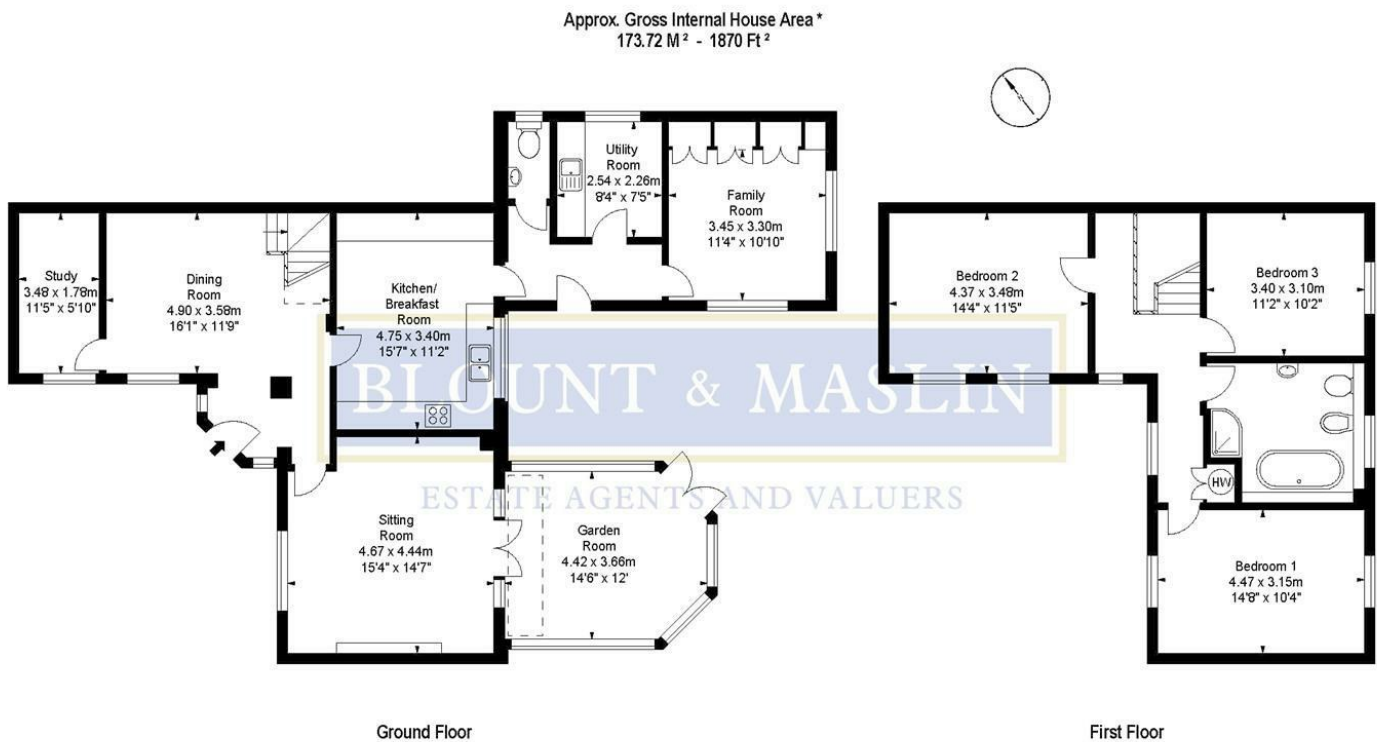 Approx. Gross Internal House Area *
173.72 M² - 1870 Ft²
Utility
Room
2.54 x 2.26m
8'4" x 7'5"
Family
Room
3.45 x 3.30m
11'4" x 10'10"
Study
3.48 x 1.78m
11'5" x 5'10"
Dining
Room
4.90 x 3.58m
16'1" x 11'9"
Kitchen/
Breakfast
Room
4.75 x 3.40m
15'7" x 11'2"
Bedroom 2
4.37 x 3.48m
14'4" x 11'5"
Bedroom 3
3.40 x 3.10m
11'2" x 10'2"
BLOUNT & MASLIN
ESTATE AGENTS AND VALUERS
HW
Sitting
Room
4.67 x 4.44m
15'4" x 14'7"
Garden
Room
4.42 x 3.66m
14'6" x 12'
Bedroom 1
4.47 x 3.15m
14'8" x 10'4"
Ground Floor
First Floor